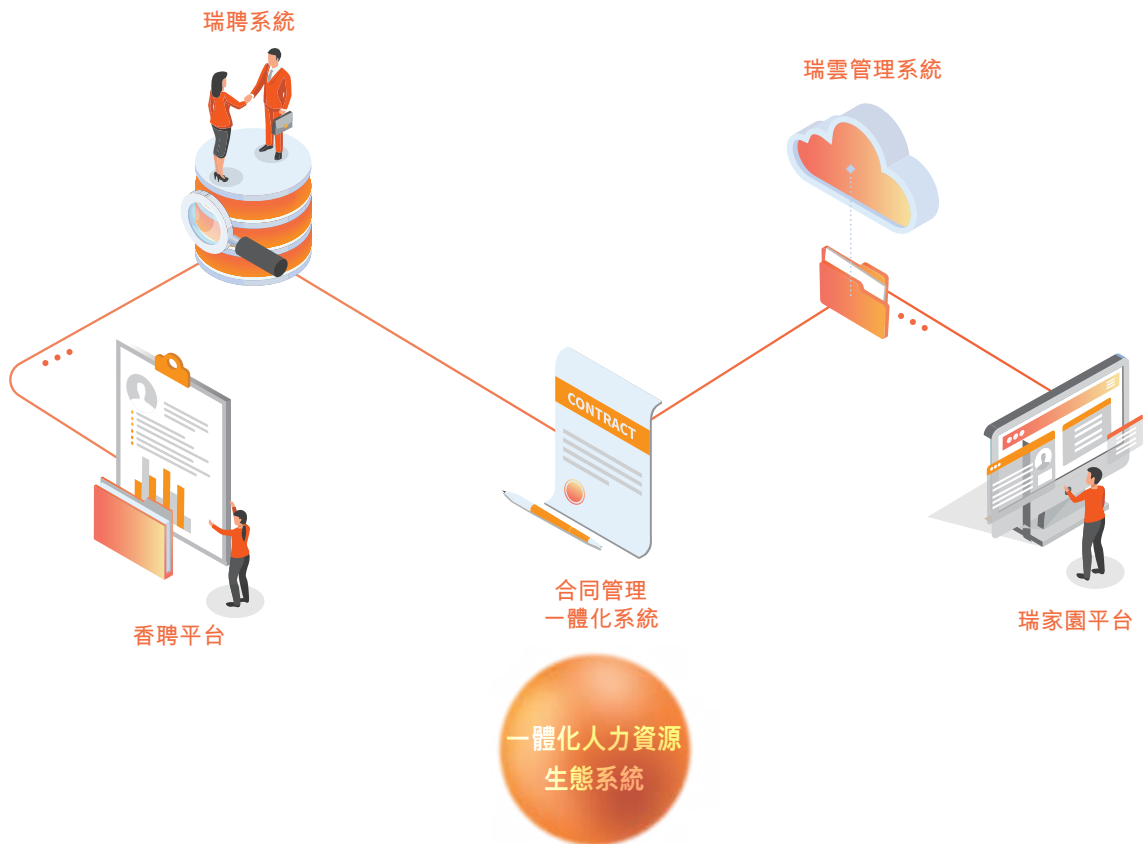 瑞聘系統
瑞雲管理系統
CONTRACT
香聘平台
合同管理
一體化系統
瑞家園平台
一體化人力資源
生態系統